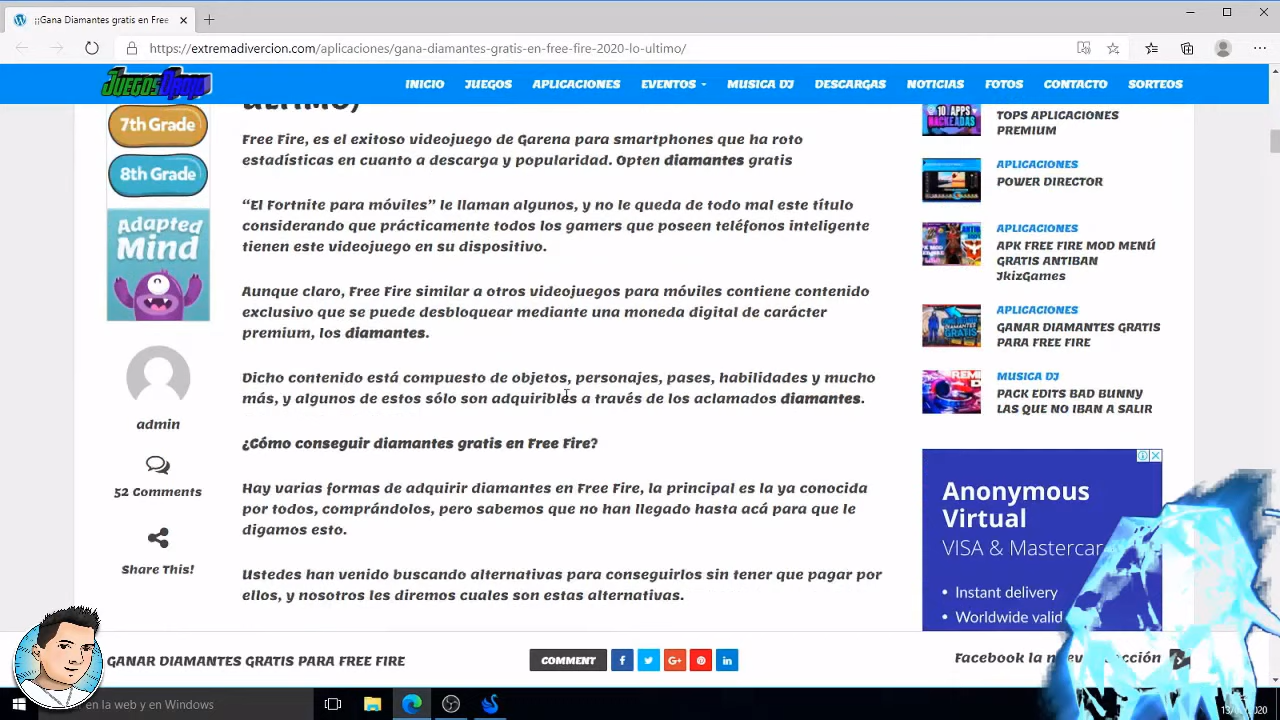 ¡¡Gana Diamantes gratis en Free
https://extremadivercion.com/aplicaciones/gana-diamantes-gratis-en-free-fire-2020-lo-ultimo/
JUEGOSDROP
INICIO JUEGOS APLICACIONES EVENTOS MUSICA DJ DESCARGAS NOTICIAS FOTOS CONTACTO SORTEOS
ULTIMO)
7th Grade
8th Grade
Adapted
Mind
admin
52 Comments
Share This!
Free Fire, es el exitoso videojuego de Garena para smartphones que ha roto
estadísticas en cuanto a descarga y popularidad. Opten diamantes gratis
“El Fortnite para móviles” le llaman algunos, y no le queda de todo mal este título
considerando que prácticamente todos los gamers que poseen teléfonos inteligente
tienen este videojuego en su dispositivo.
Aunque claro, Free Fire similar a otros videojuegos para móviles contiene contenido
exclusivo que se puede desbloquear mediante una moneda digital de carácter
premium, los diamantes.
Dicho contenido está compuesto de objetos, personajes, pases, habilidades y mucho
más, y algunos de estos sólo son adquiribles a través de los aclamados diamantes.
¿Cómo conseguir diamantes gratis en Free Fire?
Hay varias formas de adquirir diamantes en Free Fire, la principal es la ya conocida
por todos, comprándolos, pero sabemos que no han llegado hasta acá para que le
digamos esto.
Ustedes han venido buscando alternativas para conseguirlos sin tener que pagar por
ellos, y nosotros les diremos cuales son estas alternativas.
10 APPS
HACKEADAS
TOPS APLICACIONES
PREMIUM
APLICACIONES
POWER DIRECTOR
APLICACIONES
APK FREE FIRE MOD MENÚ
GRATIS ANTIBAN
JkizGames
APLICACIONES
GANAR DIAMANTES GRATIS
PARA FREE FIRE
MUSICA DJ
PACK EDITS BAD BUNNY
LAS QUE NO IBAN A SALIR
Anonymous
Virtual
VISA & Mastercar
• Instant delivery
• Worldwide valid
GANAR DIAMANTES GRATIS PARA FREE FIRE
COMMENT
Facebook la
en la web y en Windows